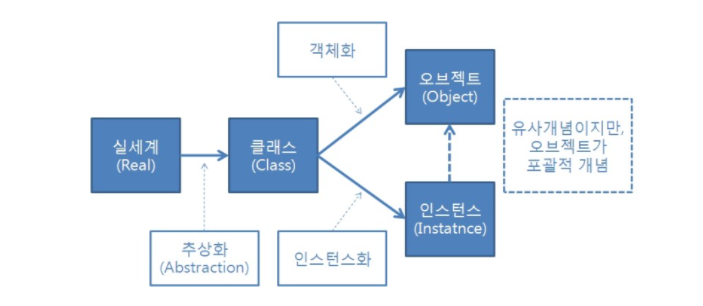 객체화
오브젝트
(Object)
유사개념이지만,
오브젝트가
포괄적 개념
실세계
(Real)
클래스
(Class)
인스턴스
(Instatnce)
추상화
(Abstraction)
인스턴스화